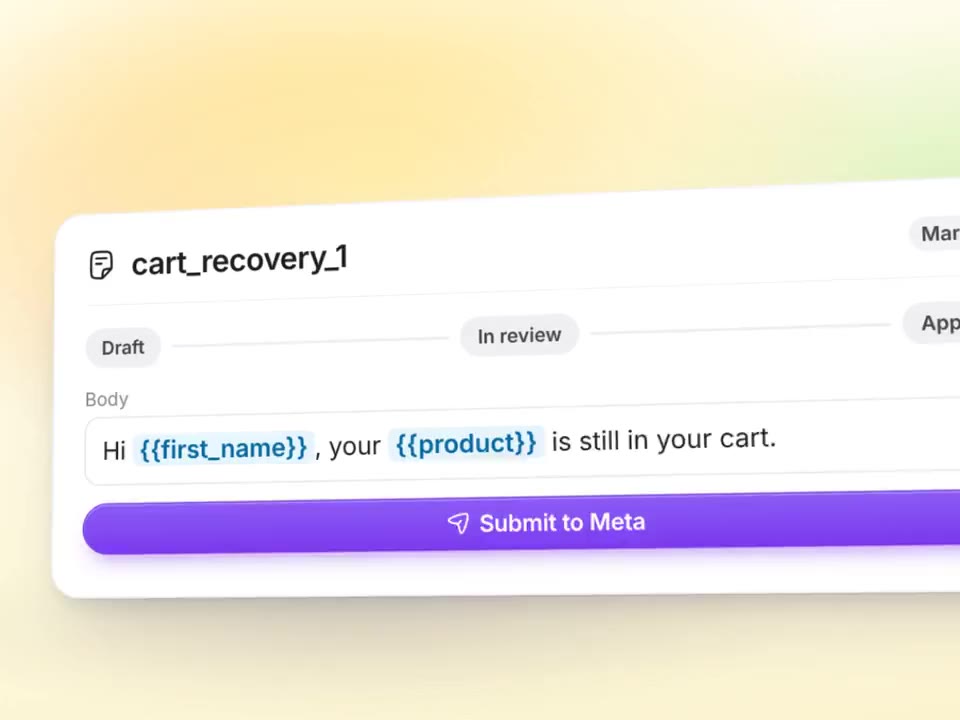 cart_recovery_1
Draft
In review
Body
Hi {{first_name}}, your {{product}} is still in your cart.
Submit to Meta